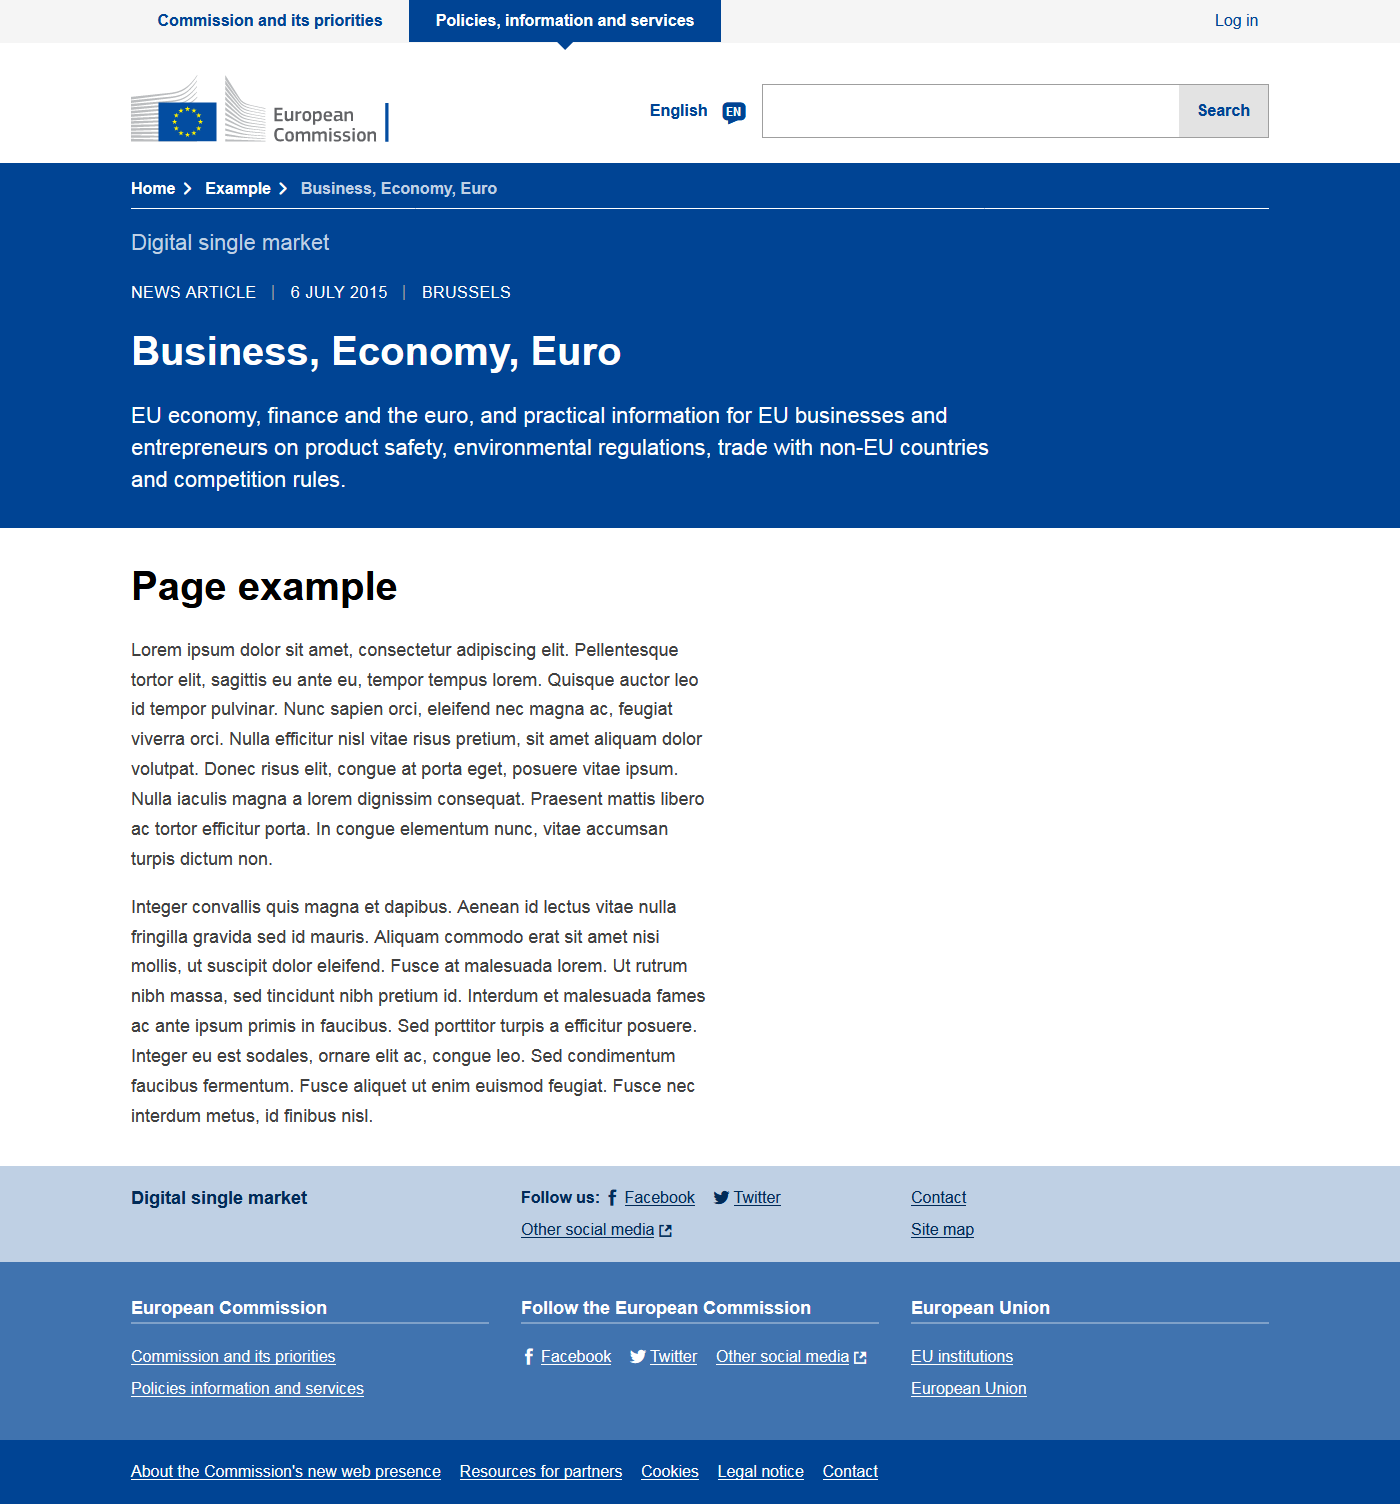 Commission and its priorities
Policies, information and services
Log in
European
Commission
English EN
Search
Home Example Business, Economy, Euro
Digital single market
NEWS ARTICLE | 6 JULY 2015 | BRUSSELS
Business, Economy, Euro
EU economy, finance and the euro, and practical information for EU businesses and
entrepreneurs on product safety, environmental regulations, trade with non-EU countries
and competition rules.
Page example
Lorem ipsum dolor sit amet, consectetur adipiscing elit. Pellentesque
tortor elit, sagittis eu ante eu, tempor tempus lorem. Quisque auctor leo
id tempor pulvinar. Nunc sapien orci, eleifend nec magna ac, feugiat
viverra orci. Nulla efficitur nisl vitae risus pretium, sit amet aliquam dolor
volutpat. Donec risus elit, congue at porta eget, posuere vitae ipsum.
Nulla iaculis magna a lorem dignissim consequat. Praesent mattis libero
ac tortor efficitur porta. In congue elementum nunc, vitae accumsan
turpis dictum non.
Integer convallis quis magna et dapibus. Aenean id lectus vitae nulla
fringilla gravida sed id mauris. Aliquam commodo erat sit amet nisi
mollis, ut suscipit dolor eleifend. Fusce at malesuada lorem. Ut rutrum
nibh massa, sed tincidunt nibh pretium id. Interdum et malesuada fames
ac ante ipsum primis in faucibus. Sed porttitor turpis a efficitur posuere.
Integer eu est sodales, ornare elit ac, congue leo. Sed condimentum
faucibus fermentum. Fusce aliquet ut enim euismod feugiat. Fusce nec
interdum metus, id finibus nisl.
Digital single market
Follow us: Facebook Twitter
Other social media
Contact
Site map
European Commission
Commission and its priorities
Policies information and services
Follow the European Commission
Facebook Twitter Other social media
European Union
EU institutions
European Union
About the Commission's new web presence Resources for partners Cookies Legal notice Contact